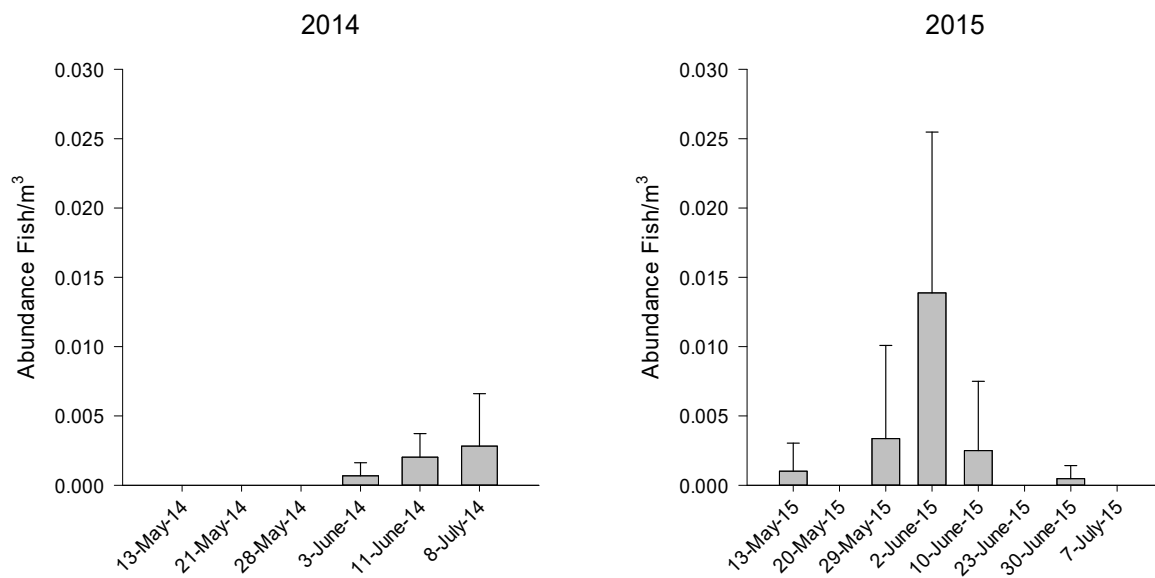 2014
0.030
0.025
0.020
0.015
0.010
0.005
0.000
Abundance Fish/m³
13-May-14
21-May-14
28-May-14
3-June-14
11-June-14
8-July-14
2015
0.030
0.025
0.020
0.015
0.010
0.005
0.000
Abundance Fish/m³
13-May-15
20-May-15
29-May-15
2-June-15
10-June-15
23-June-15
30-June-15
7-July-15